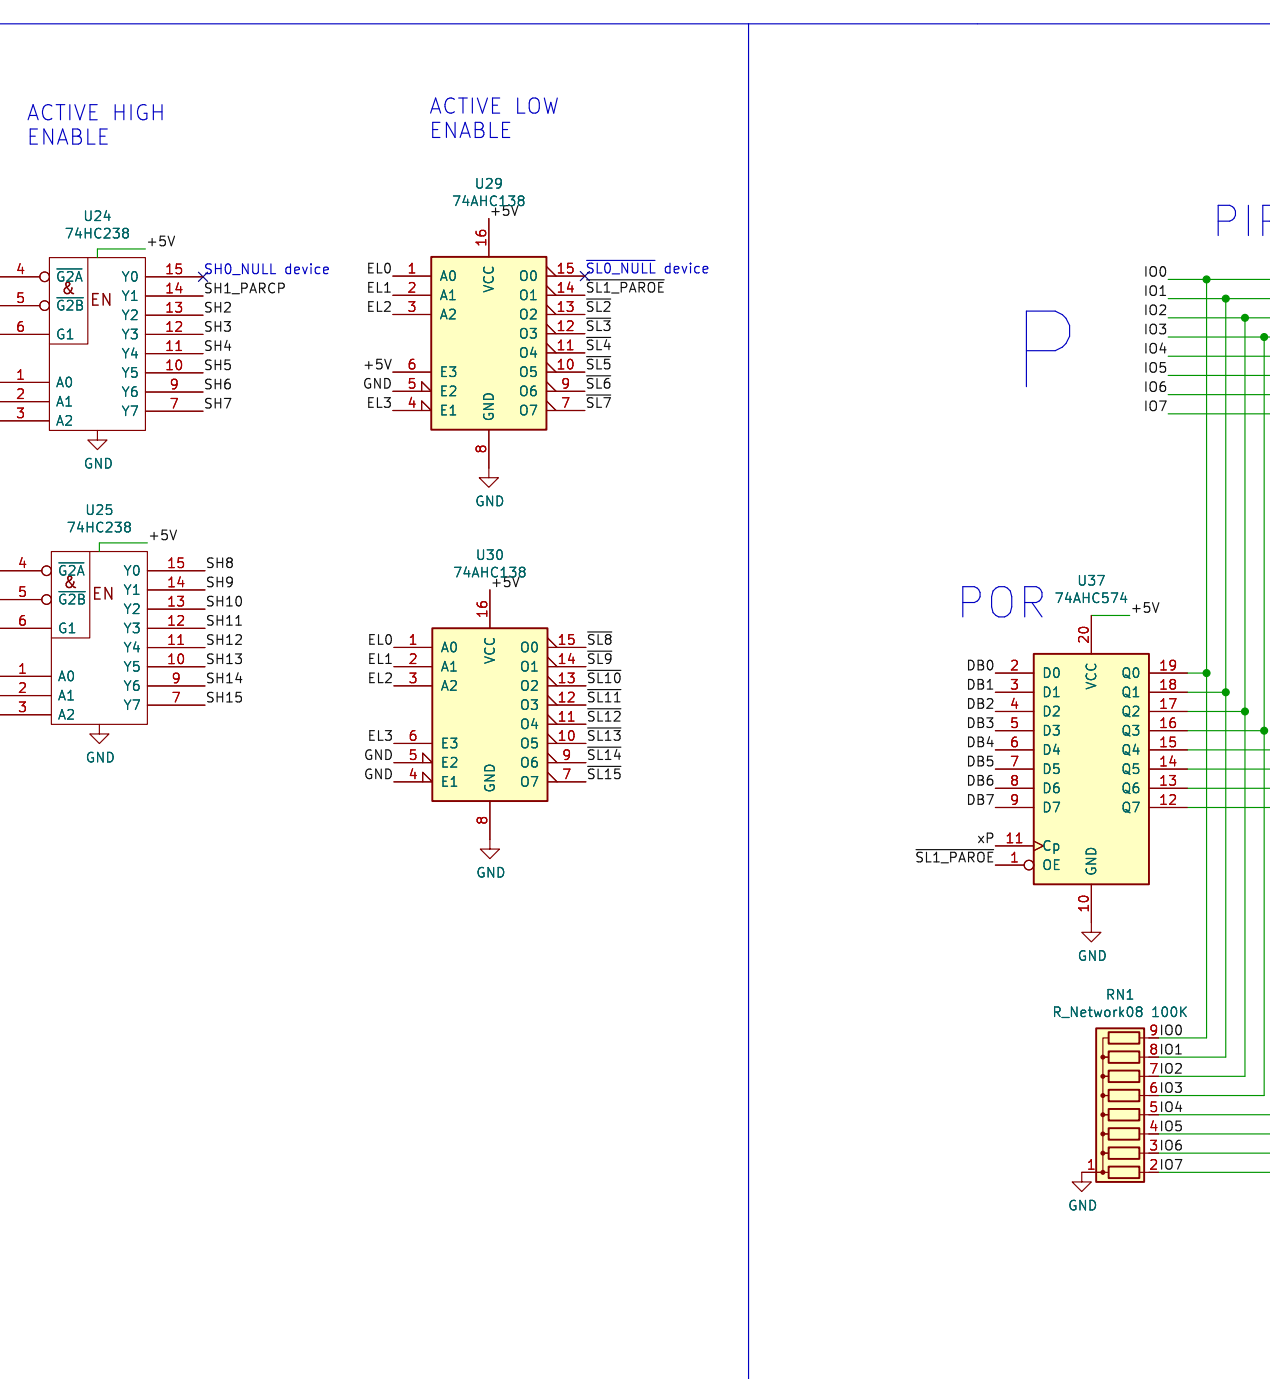 ACTIVE HIGH
ENABLE
U24
74HC238
+5V
4 G2A
5 G2B
6 G1
& EN
1 A0
2 A1
3 A2
Y0 15 SH0_NULL device
Y1 14 SH1_PARCP
Y2 13 SH2
Y3 12 SH3
Y4 11 SH4
Y5 10 SH5
Y6 9 SH6
Y7 7 SH7
GND
U25
74HC238
+5V
4 G2A
5 G2B
6 G1
& EN
1 A0
2 A1
3 A2
Y0 15 SH8
Y1 14 SH9
Y2 13 SH10
Y3 12 SH11
Y4 11 SH12
Y5 10 SH13
Y6 9 SH14
Y7 7 SH15
GND
ACTIVE LOW
ENABLE
U29
74AHC138
+5V
16
VCC
EL0 1 A0
EL1 2 A1
EL2 3 A2
+5V 6 E3
GND 5 E2
EL3 4 E1
O0 15 SL0_NULL device
O1 14 SL1_PAROE
O2 13 SL2
O3 12 SL3
O4 11 SL4
O5 10 SL5
O6 9 SL6
O7 7 SL7
GND
8
GND
U30
74AHC138
+5V
16
VCC
EL0 1 A0
EL1 2 A1
EL2 3 A2
EL3 6 E3
GND 5 E2
GND 4 E1
O0 15 SL8
O1 14 SL9
O2 13 SL10
O3 12 SL11
O4 11 SL12
O5 10 SL13
O6 9 SL14
O7 7 SL15
GND
8
GND
P
IO0
IO1
IO2
IO3
IO4
IO5
IO6
IO7
POR
U37
74AHC574
+5V
20
VCC
DB0 2 D0
DB1 3 D1
DB2 4 D2
DB3 5 D3
DB4 6 D4
DB5 7 D5
DB6 8 D6
DB7 9 D7
xP 11 Cp
SL1_PAROE 1 OE
Q0 19
Q1 18
Q2 17
Q3 16
Q4 15
Q5 14
Q6 13
Q7 12
GND
10
GND
RN1
R_Network08 100K
9 IO0
8 IO1
7 IO2
6 IO3
5 IO4
4 IO5
3 IO6
2 IO7
1
GND